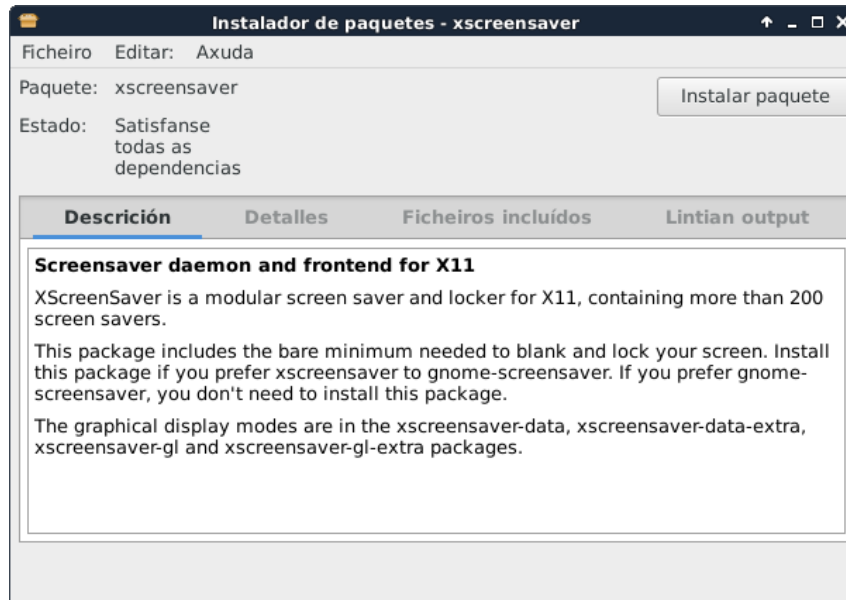 Instalador de paquetes - xscreensaver
Ficheiro Editar: Axuda
Paquete: xscreensaver
Instalar paquete
Estado: Satisfanse
todas as
dependencias
Descrición Detalles Ficheiros incluídos Lintian output
Screensaver daemon and frontend for X11
XScreenSaver is a modular screen saver and locker for X11, containing more than 200
screen savers.
This package includes the bare minimum needed to blank and lock your screen. Install
this package if you prefer xscreensaver to gnome-screensaver. If you prefer gnome-
screensaver, you don't need to install this package.
The graphical display modes are in the xscreensaver-data, xscreensaver-data-extra,
xscreensaver-gl and xscreensaver-gl-extra packages.